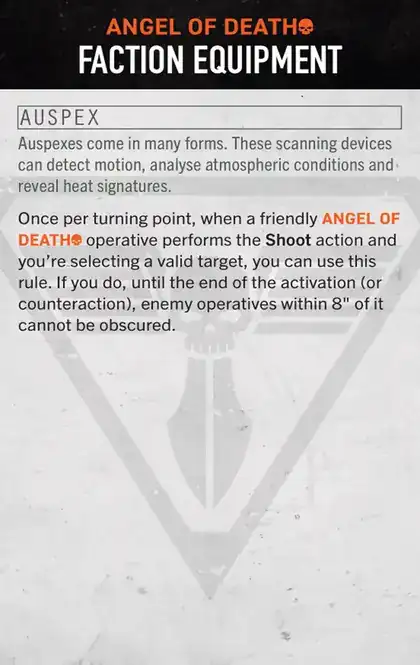 ANGEL OF DEATH
FACTION EQUIPMENT
AUSPEX
Auspexes come in many forms. These scanning devices
can detect motion, analyse atmospheric conditions and
reveal heat signatures.
Once per turning point, when a friendly ANGEL OF
DEATH operative performs the Shoot action and
you’re selecting a valid target, you can use this
rule. If you do, until the end of the activation (or
counteraction), enemy operatives within 8" of it
cannot be obscured.